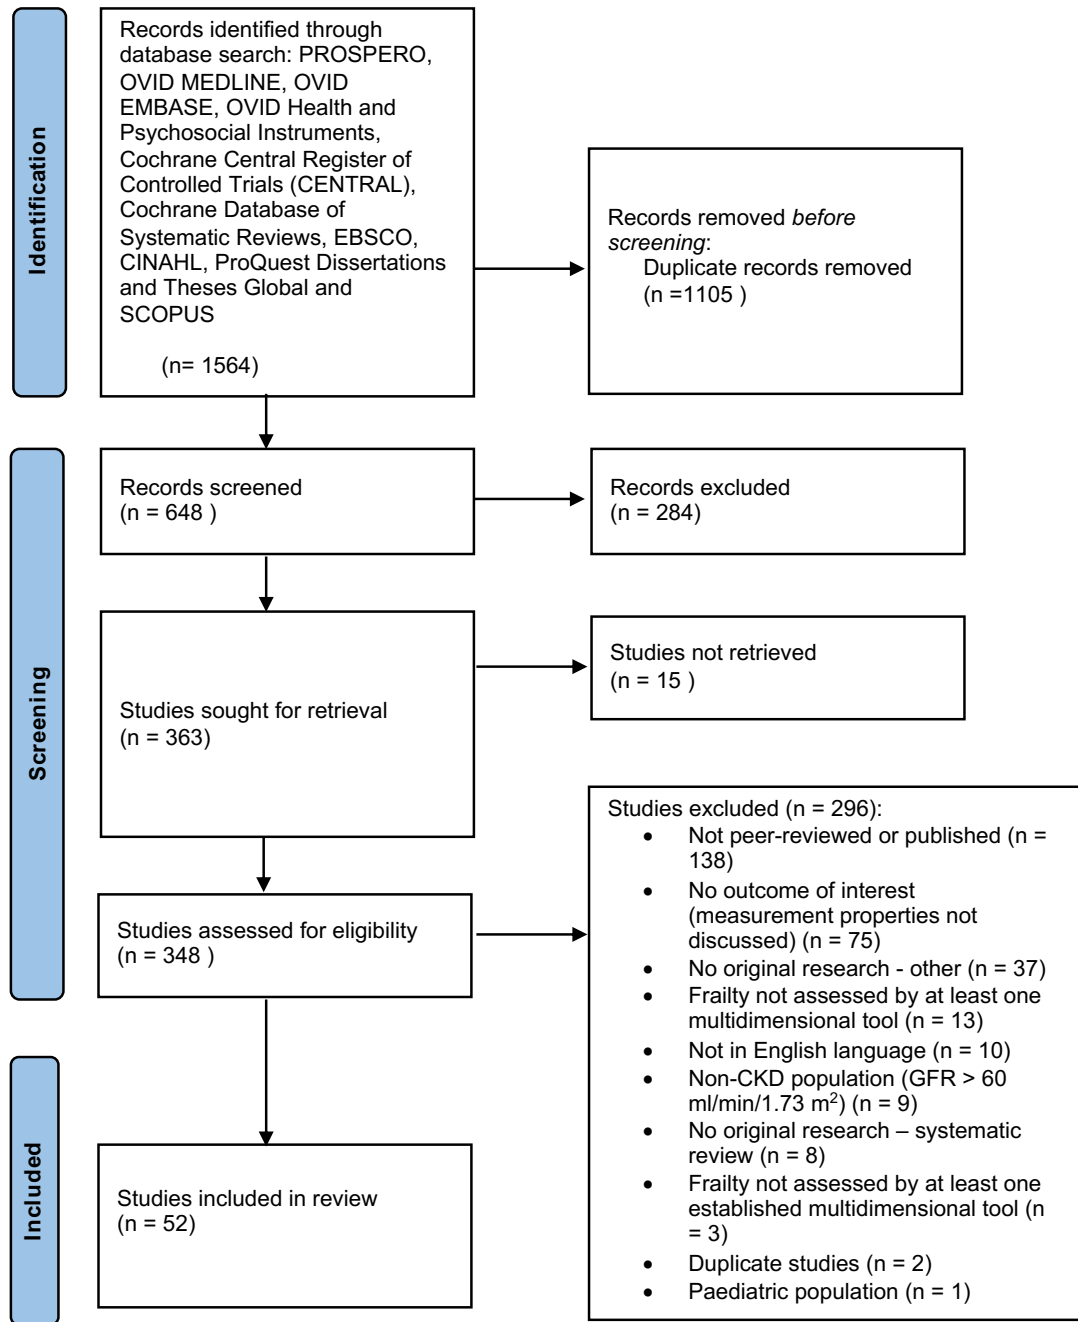 Identification
Records identified through
database search: PROSPERO,
OVID MEDLINE, OVID
EMBASE, OVID Health and
Psychosocial Instruments,
Cochrane Central Register of
Controlled Trials (CENTRAL),
Cochrane Database of
Systematic Reviews, EBSCO,
CINAHL, ProQuest Dissertations
and Theses Global and
SCOPUS
(n= 1564)
Records removed before
screening:
Duplicate records removed
(n =1105 )
Screening
Records screened
(n = 648 )
Records excluded
(n = 284)
Studies sought for retrieval
(n = 363)
Studies not retrieved
(n = 15 )
Studies assessed for eligibility
(n = 348 )
Studies excluded (n = 296):
• Not peer-reviewed or published (n =
138)
• No outcome of interest
(measurement properties not
discussed) (n = 75)
• No original research - other (n = 37)
• Frailty not assessed by at least one
multidimensional tool (n = 13)
• Not in English language (n = 10)
• Non-CKD population (GFR > 60
ml/min/1.73 m²) (n = 9)
• No original research – systematic
review (n = 8)
• Frailty not assessed by at least one
established multidimensional tool (n
= 3)
• Duplicate studies (n = 2)
• Paediatric population (n = 1)
Included
Studies included in review
(n = 52)